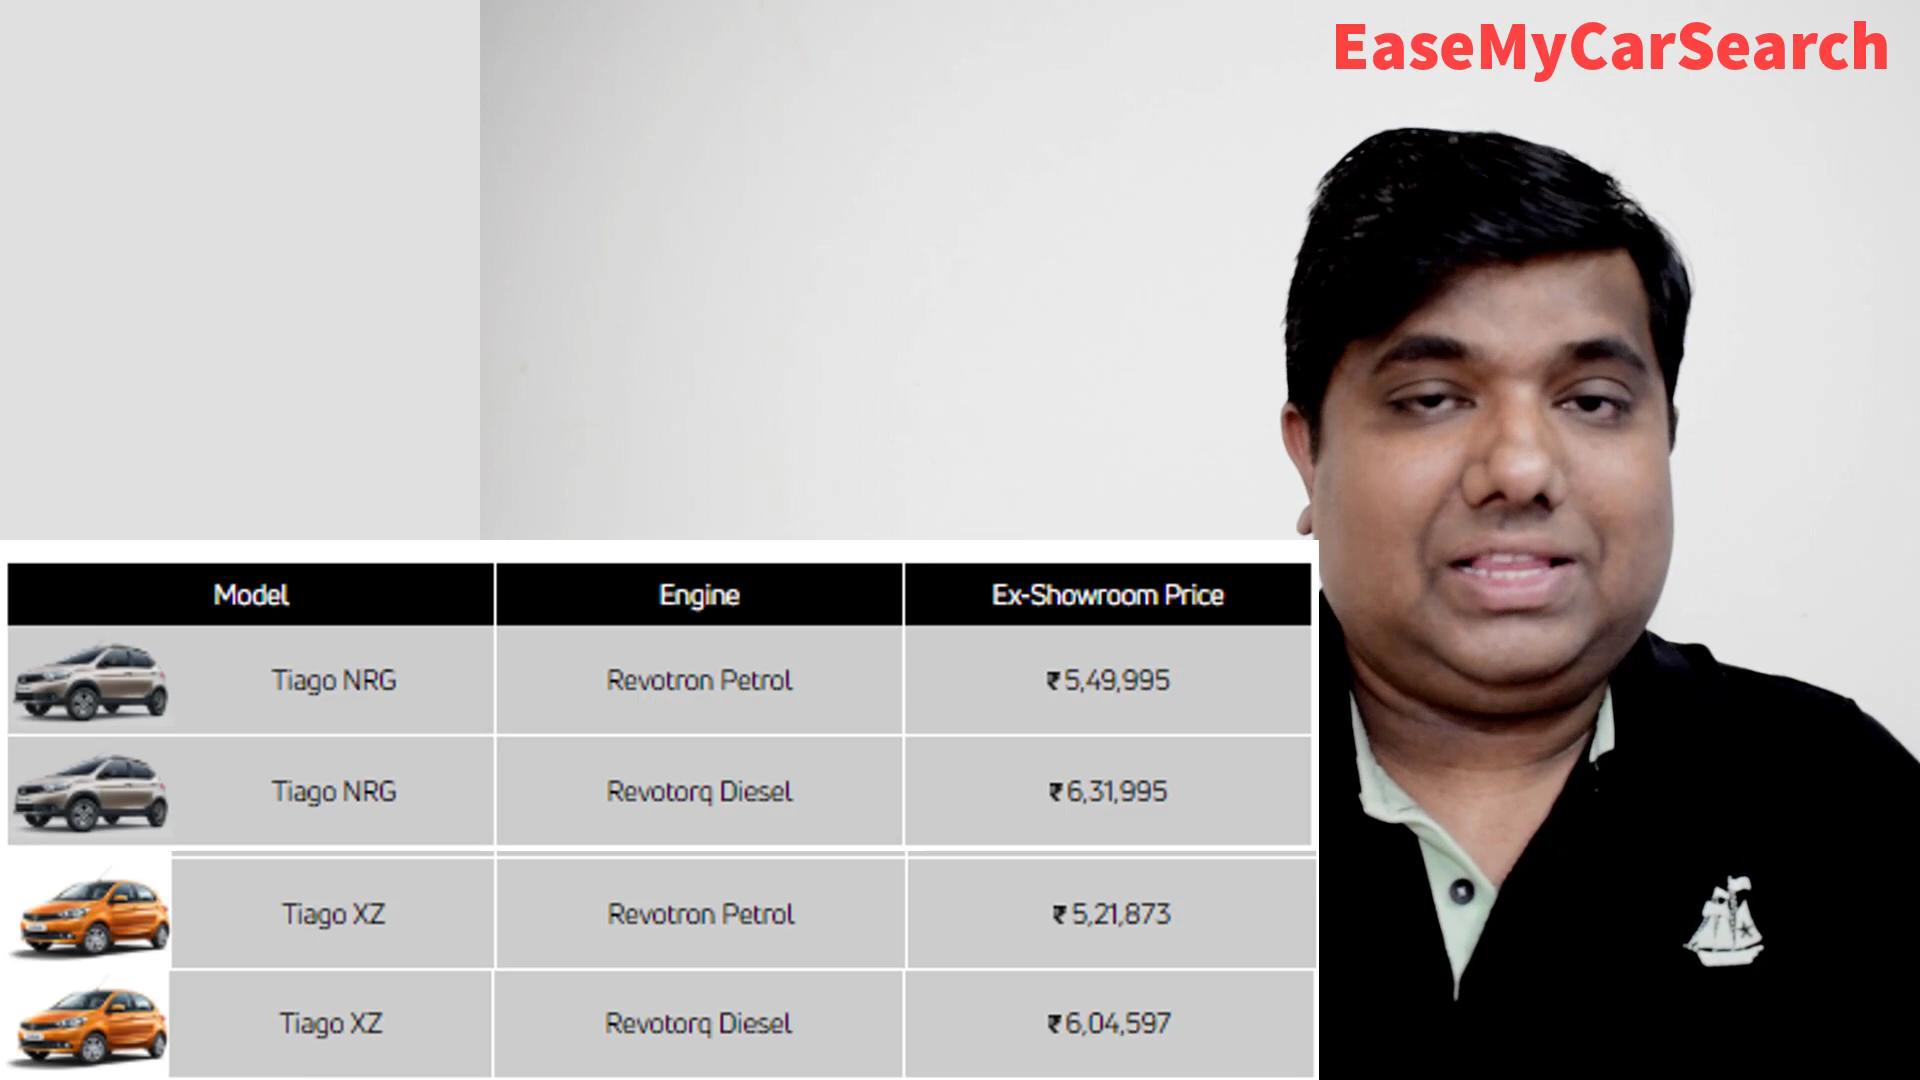 EaseMyCarSearch
Model Engine Ex-Showroom Price
Tiago NRG Revotron Petrol ₹ 5,49,995
Tiago NRG Revotorq Diesel ₹ 6,31,995
Tiago XZ Revotron Petrol ₹ 5,21,873
Tiago XZ Revotorq Diesel ₹ 6,04,597